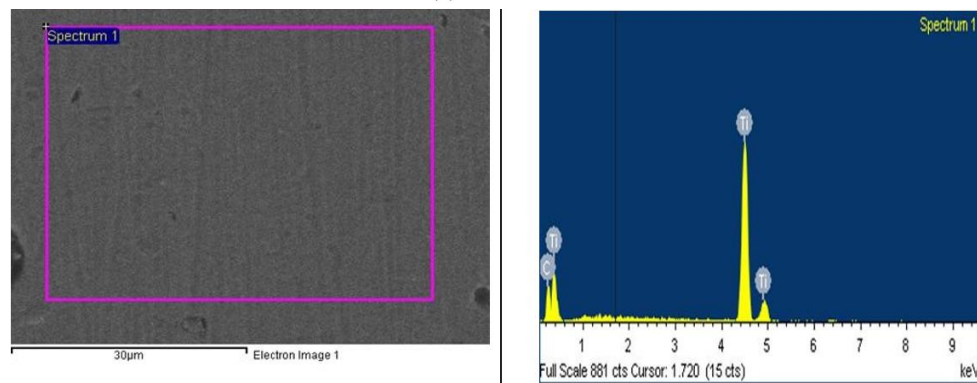 Spectrum 1
30µm
Electron Image 1
Spectrum 1
Ti
Ti
C
Ti
1 2 3 4 5 6 7 8 9
Full Scale 881 cts Cursor: 1.720 (15 cts)